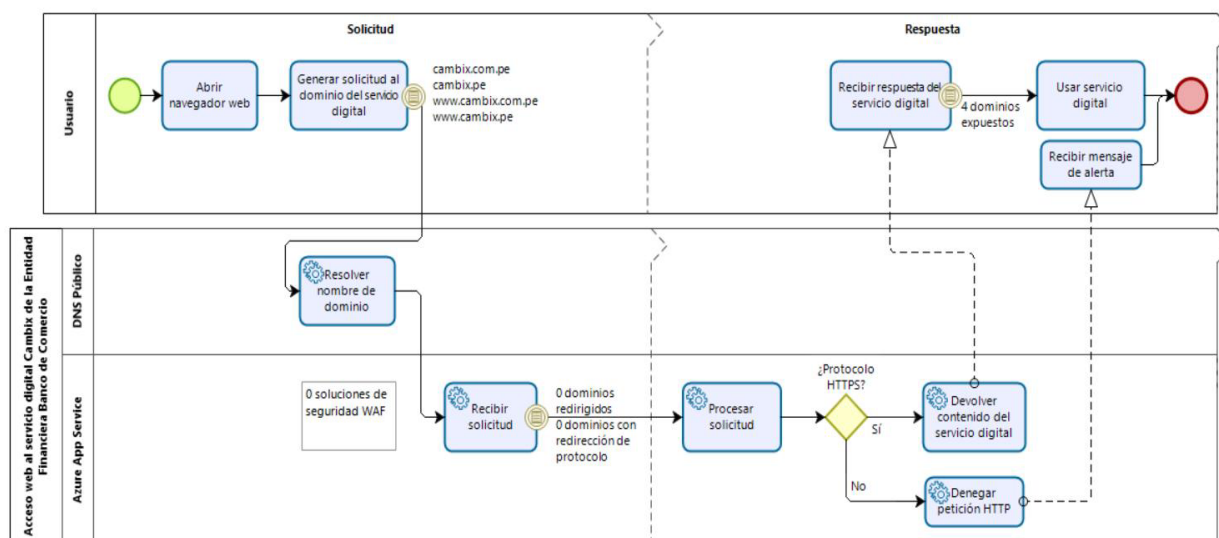 Solicitud
Respuesta
Usuario
Abrir
navegador web
Generar solicitud al
dominio del servicio
digital
cambix.com.pe
cambix.pe
www.cambix.com.pe
www.cambix.pe
Recibir respuesta del
servicio digital
4 dominios
expuestos
Usar servicio
digital
Recibir mensaje
de alerta
Acceso web al servicio digital Cambix de la Entidad
Financiera Banco de Comercio
DNS Público
Resolver
nombre de
dominio
Azure App Service
0 soluciones de
seguridad WAF
Recibir
solicitud
0 dominios
redirigidos
0 dominios con
redirección de
protocolo
Procesar
solicitud
¿Protocolo
HTTPS?
Sí
No
Devolver
contenido del
servicio digital
Denegar
petición HTTP